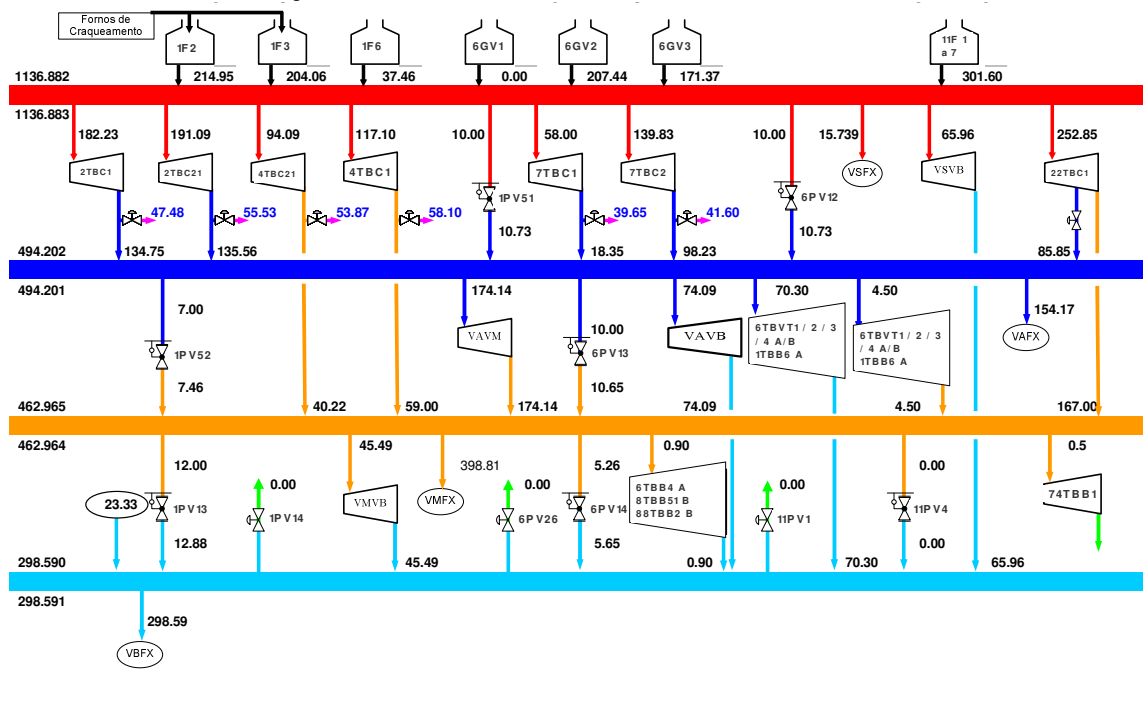 Fornos de
Craqueamento
1F2
1F3
1F6
6GV1
6GV2
6GV3
11F 1
a 7
1136.882
214.95
204.06
37.46
0.00
207.44
171.37
301.60
1136.883
182.23
191.09
94.09
117.10
10.00
58.00
139.83
10.00
15.739
65.96
252.85
2TBC1
2TBC21
4TBC21
4TBC1
1PV51
7TBC1
7TBC2
6PV12
VSFX
VSVB
22TBC1
47.48
55.53
53.87
58.10
39.65
41.60
10.73
10.73
494.202
134.75
135.56
18.35
98.23
85.85
494.201
7.00
174.14
10.00
74.09
70.30
4.50
154.17
1PV52
VAVM
6PV13
VAVB
6TBVT1/ 2 / 3
/ 4 A/B
1TBB6 A
6TBVT1/ 2 / 3
/ 4 A/B
1TBB6 A
VAFX
7.46
10.65
462.965
40.22
59.00
174.14
74.09
4.50
167.00
462.964
12.00
45.49
398.81
5.26
0.90
0.00
0.5
23.33
1PV13
0.00
1PV14
VMVB
VMFX
0.00
6PV26
6PV14
6TBB4 A
8TBB51 B
88TBB2 B
0.00
11PV1
11PV4
74TBB1
12.88
5.65
0.00
298.590
45.49
0.90
70.30
65.96
298.591
298.59
VBFX